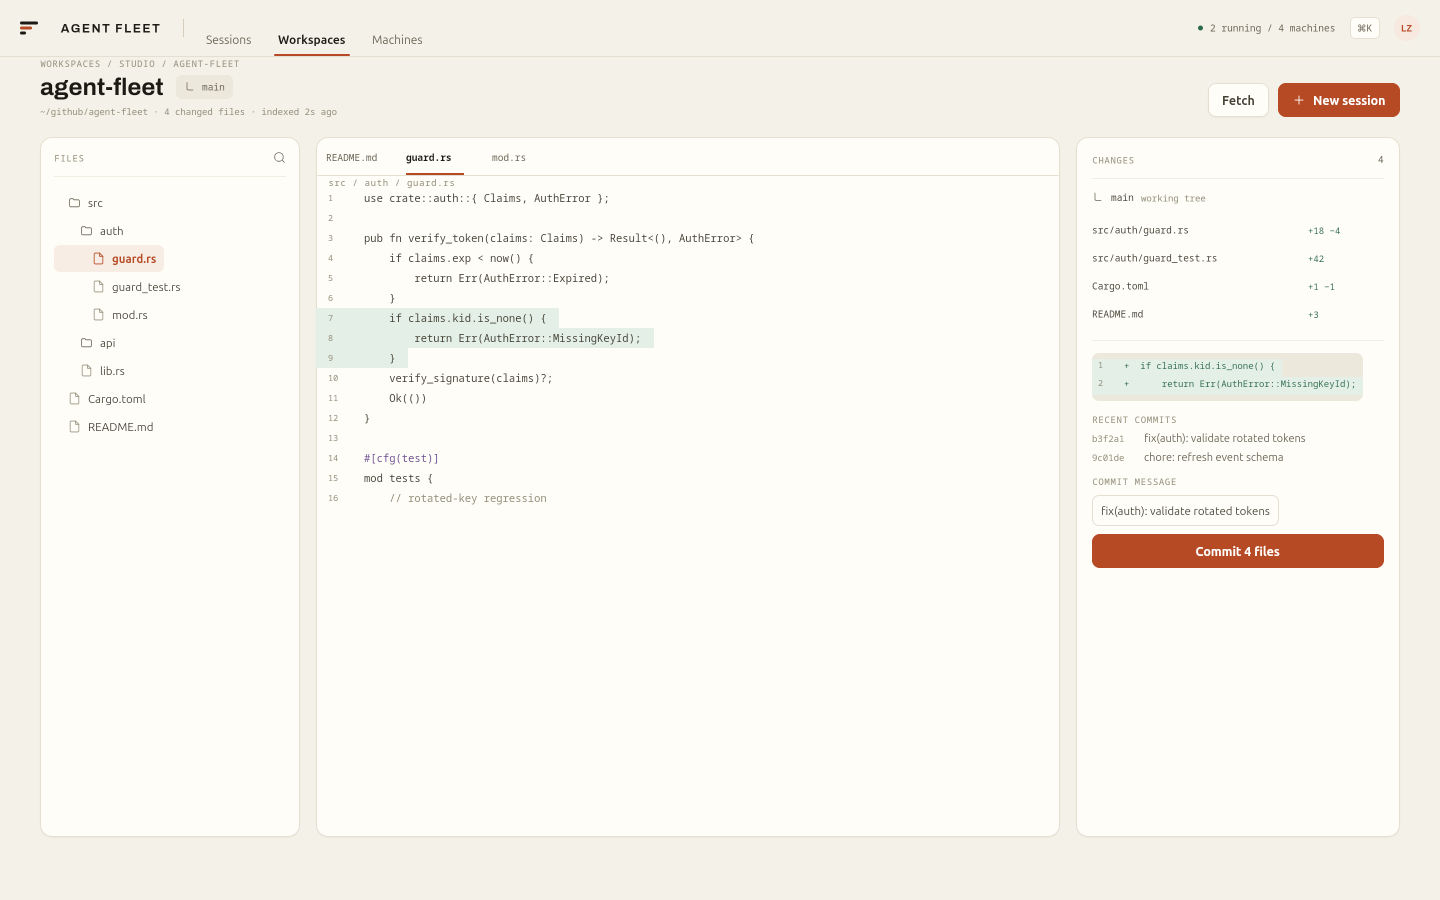 AGENT FLEET
Sessions
Workspaces
Machines
2 running / 4 machines
⌘K
LZ
WORKSPACES / STUDIO / AGENT-FLEET
agent-fleet
main
~/github/agent-fleet · 4 changed files · indexed 2s ago
Fetch
+ New session
FILES
src
auth
guard.rs
guard_test.rs
mod.rs
api
lib.rs
Cargo.toml
README.md
README.md
guard.rs
mod.rs
src / auth / guard.rs
1 use crate::auth::{ Claims, AuthError };
2
3 pub fn verify_token(claims: Claims) -> Result<(), AuthError> {
4     if claims.exp < now() {
5         return Err(AuthError::Expired);
6     }
7     if claims.kid.is_none() {
8         return Err(AuthError::MissingKeyId);
9     }
10     verify_signature(claims)?;
11     Ok(())
12 }
13
14 #[cfg(test)]
15 mod tests {
16     // rotated-key regression
CHANGES 4
main working tree
src/auth/guard.rs +18 −4
src/auth/guard_test.rs +42
Cargo.toml +1 −1
README.md +3
1 + if claims.kid.is_none() {
2 +     return Err(AuthError::MissingKeyId);
RECENT COMMITS
b3f2a1 fix(auth): validate rotated tokens
9c01de chore: refresh event schema
COMMIT MESSAGE
fix(auth): validate rotated tokens
Commit 4 files